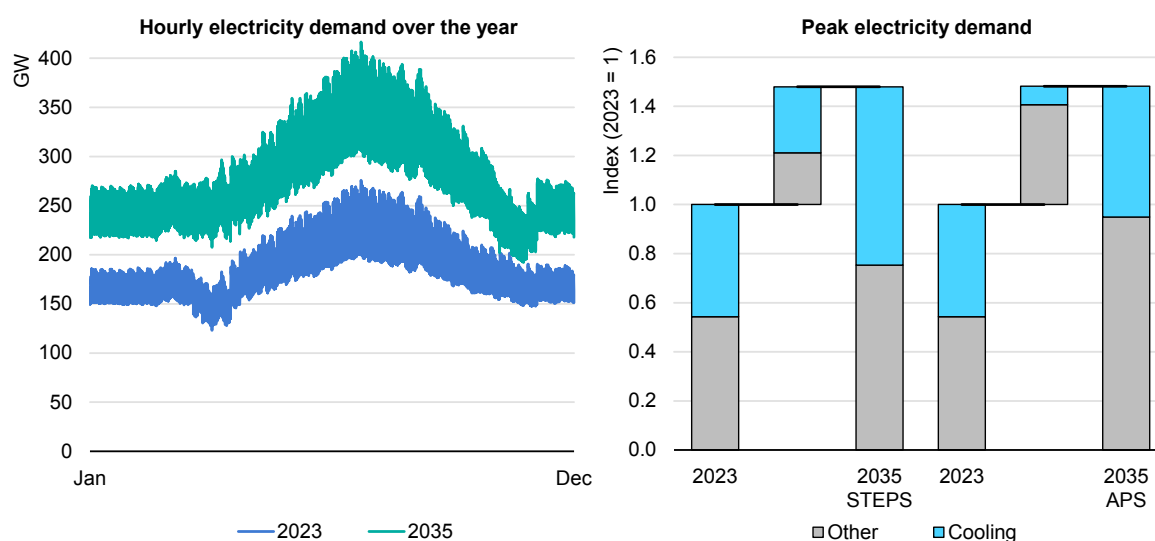 Hourly electricity demand over the year
GW
400
350
300
250
200
150
100
50
0
Jan
Dec
2023
2035
Peak electricity demand
Index (2023 = 1)
1.6
1.4
1.2
1.0
0.8
0.6
0.4
0.2
0.0
2023
2035
STEPS
2023
2035
APS
Other
Cooling